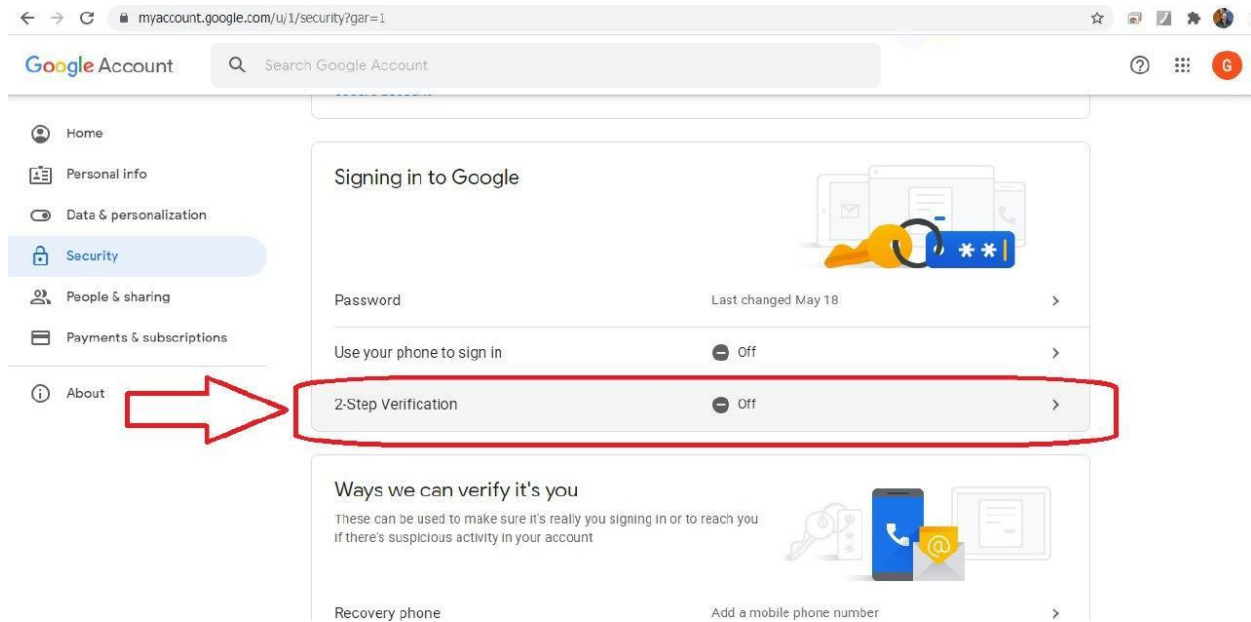 myaccount.google.com/u/1/security?gar=1
Google Account
Search Google Account
G
Home
Personal info
Data & personalization
Security
People & sharing
Payments & subscriptions
About
Signing in to Google
**|
Password Last changed May 18
Use your phone to sign in Off
2-Step Verification Off
Ways we can verify it's you
These can be used to make sure it's really you signing in or to reach you
if there's suspicious activity in your account
Recovery phone Add a mobile phone number